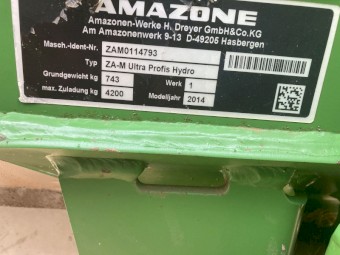 AMAZONE
Amazonen-Werke H. Dreyer GmbH&Co.KG
Am Amazonenwerk 9-13 D-49205 Hasbergen
Masch.-Ident-Nr. ZAM0114793
Typ ZA-M Ultra Profis Hydro
Grundgewicht kg 743 Werk 1
max. Zuladung kg 4200 Modelljahr 2014